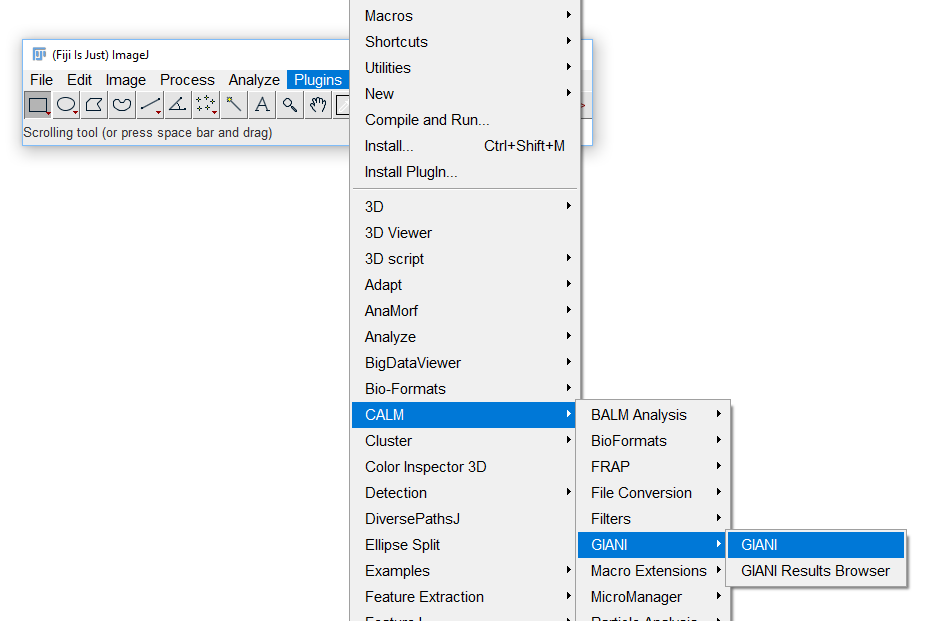 (Fiji Is Just) ImageJ
File Edit Image Process Analyze Plugins
Scrolling tool (or press space bar and drag)
Macros
Shortcuts
Utilities
New
Compile and Run...
Install... Ctrl+Shift+M
Install PlugIn...
3D
3D Viewer
3D script
Adapt
AnaMorf
Analyze
BigDataViewer
Bio-Formats
CALM
Cluster
Color Inspector 3D
Detection
DiversePathsJ
Ellipse Split
Examples
Feature Extraction
BALM Analysis
BioFormats
FRAP
File Conversion
Filters
GIANI
Macro Extensions
MicroManager
Particle Analysis
GIANI
GIANI Results Browser